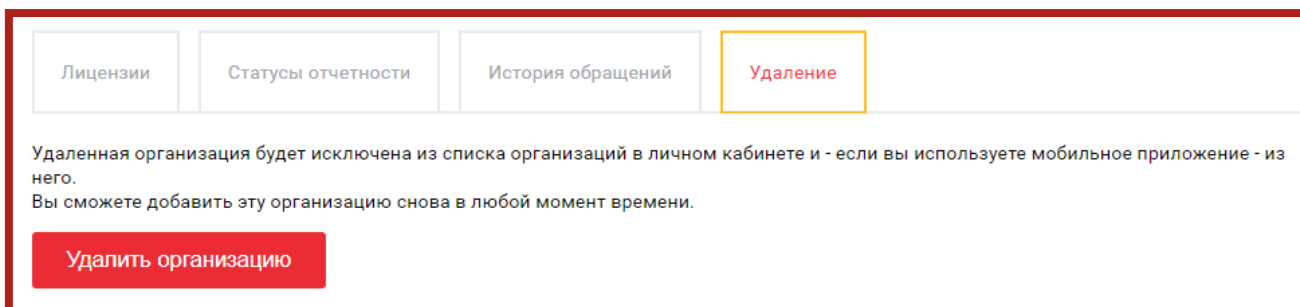 Лицензии Статусы отчетности История обращений Удаление
Удаленная организация будет исключена из списка организаций в личном кабинете и - если вы используете мобильное приложение - из
него.
Вы сможете добавить эту организацию снова в любой момент времени.
Удалить организацию